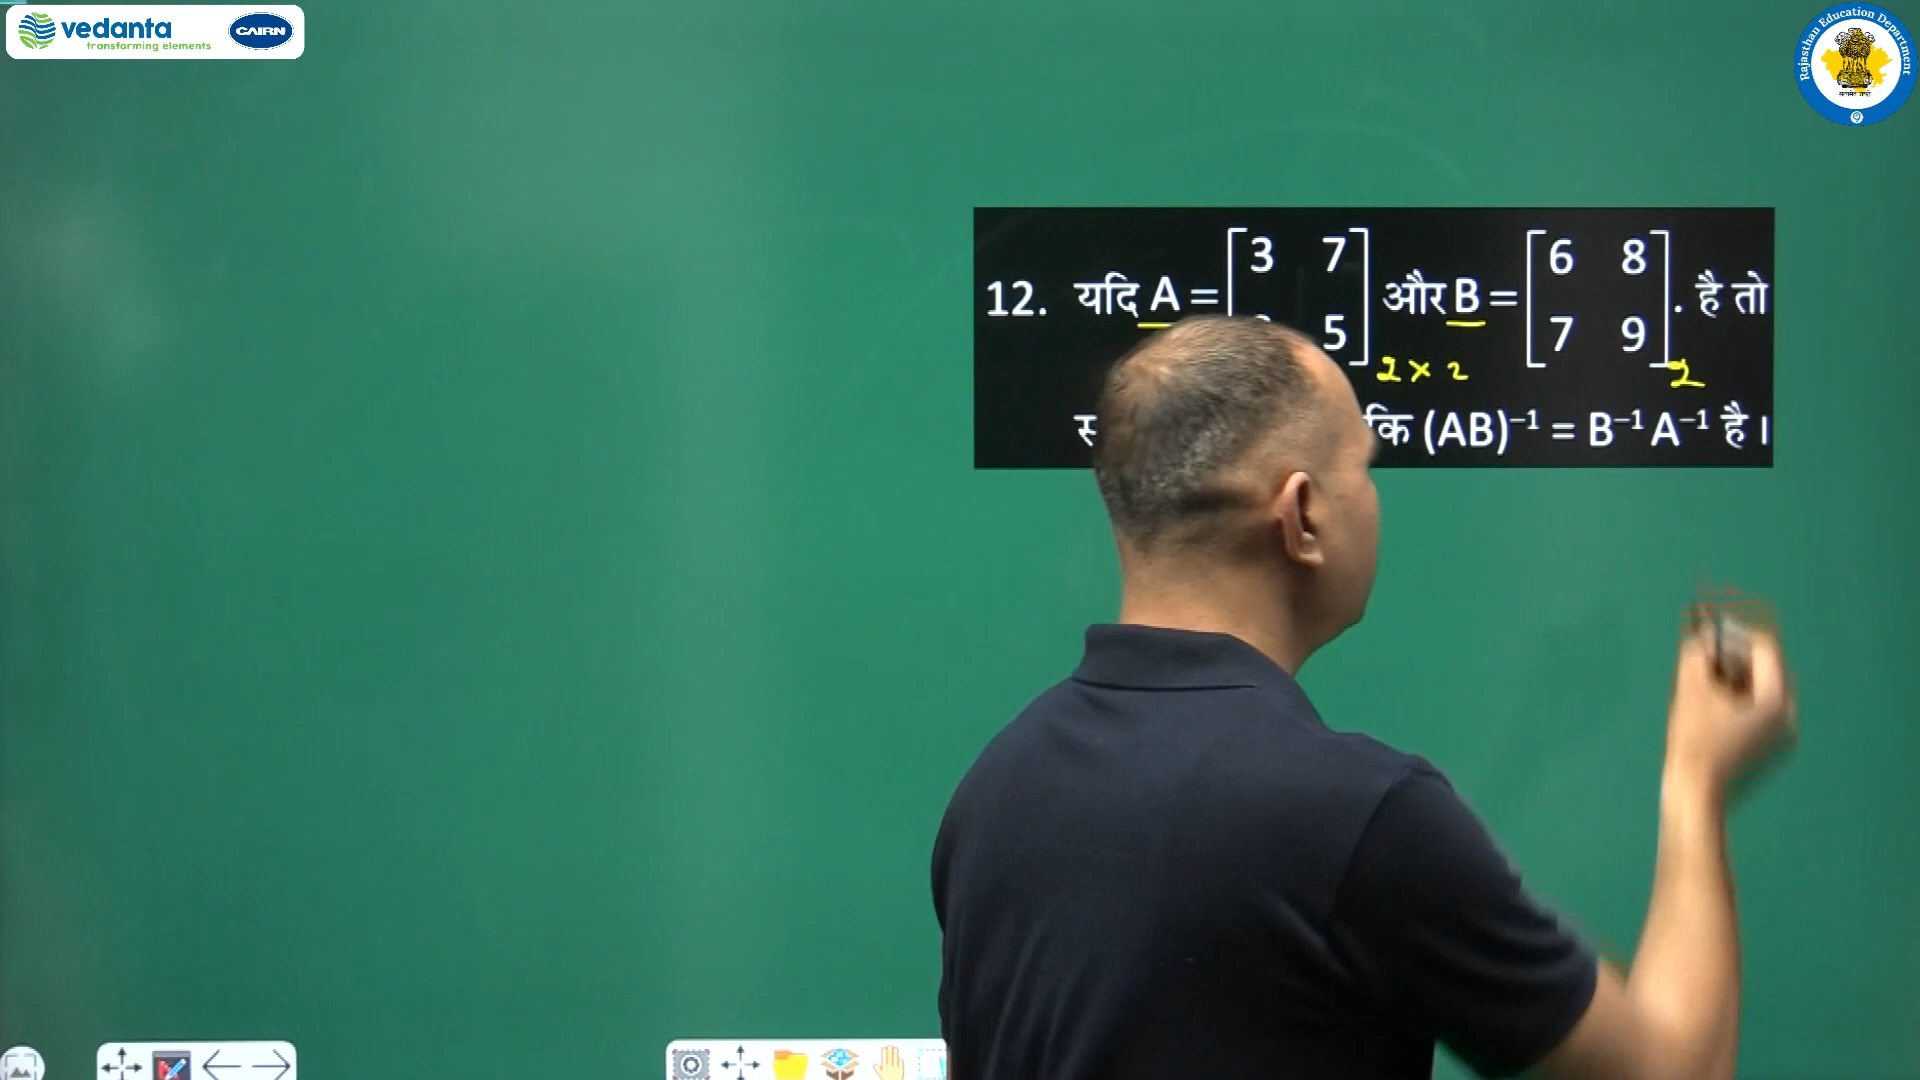 vedanta
transforming elements
CAIRN
Rajasthan Education Department
12. यदि A = [3 7
5] और B = [6 8
7 9]. है तो
2 × 2
2
कि (AB)⁻¹ = B⁻¹ A⁻¹ है।